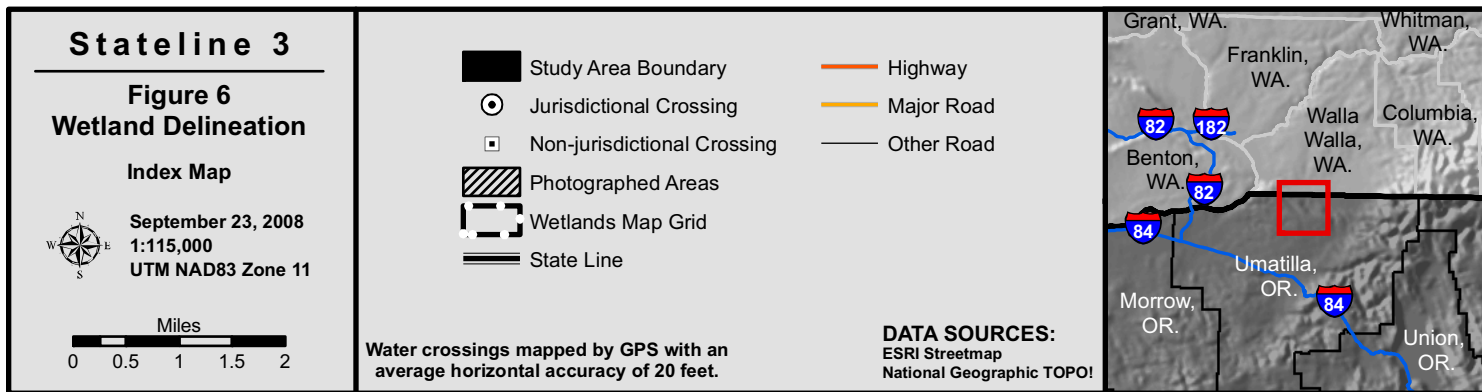 Stateline 3
Figure 6
Wetland Delineation
Index Map
N
W E
S
September 23, 2008
1:115,000
UTM NAD83 Zone 11
Miles
0 0.5 1 1.5 2
Study Area Boundary
Jurisdictional Crossing
Non-jurisdictional Crossing
Photographed Areas
Wetlands Map Grid
State Line
Highway
Major Road
Other Road
Water crossings mapped by GPS with an
average horizontal accuracy of 20 feet.
DATA SOURCES:
ESRI Streetmap
National Geographic TOPO!
Grant, WA.
Whitman,
WA.
Franklin,
WA.
82
182
Walla
Walla,
WA.
Columbia,
WA.
Benton,
WA.
82
84
Umatilla,
OR.
84
Morrow,
OR.
Union,
OR.